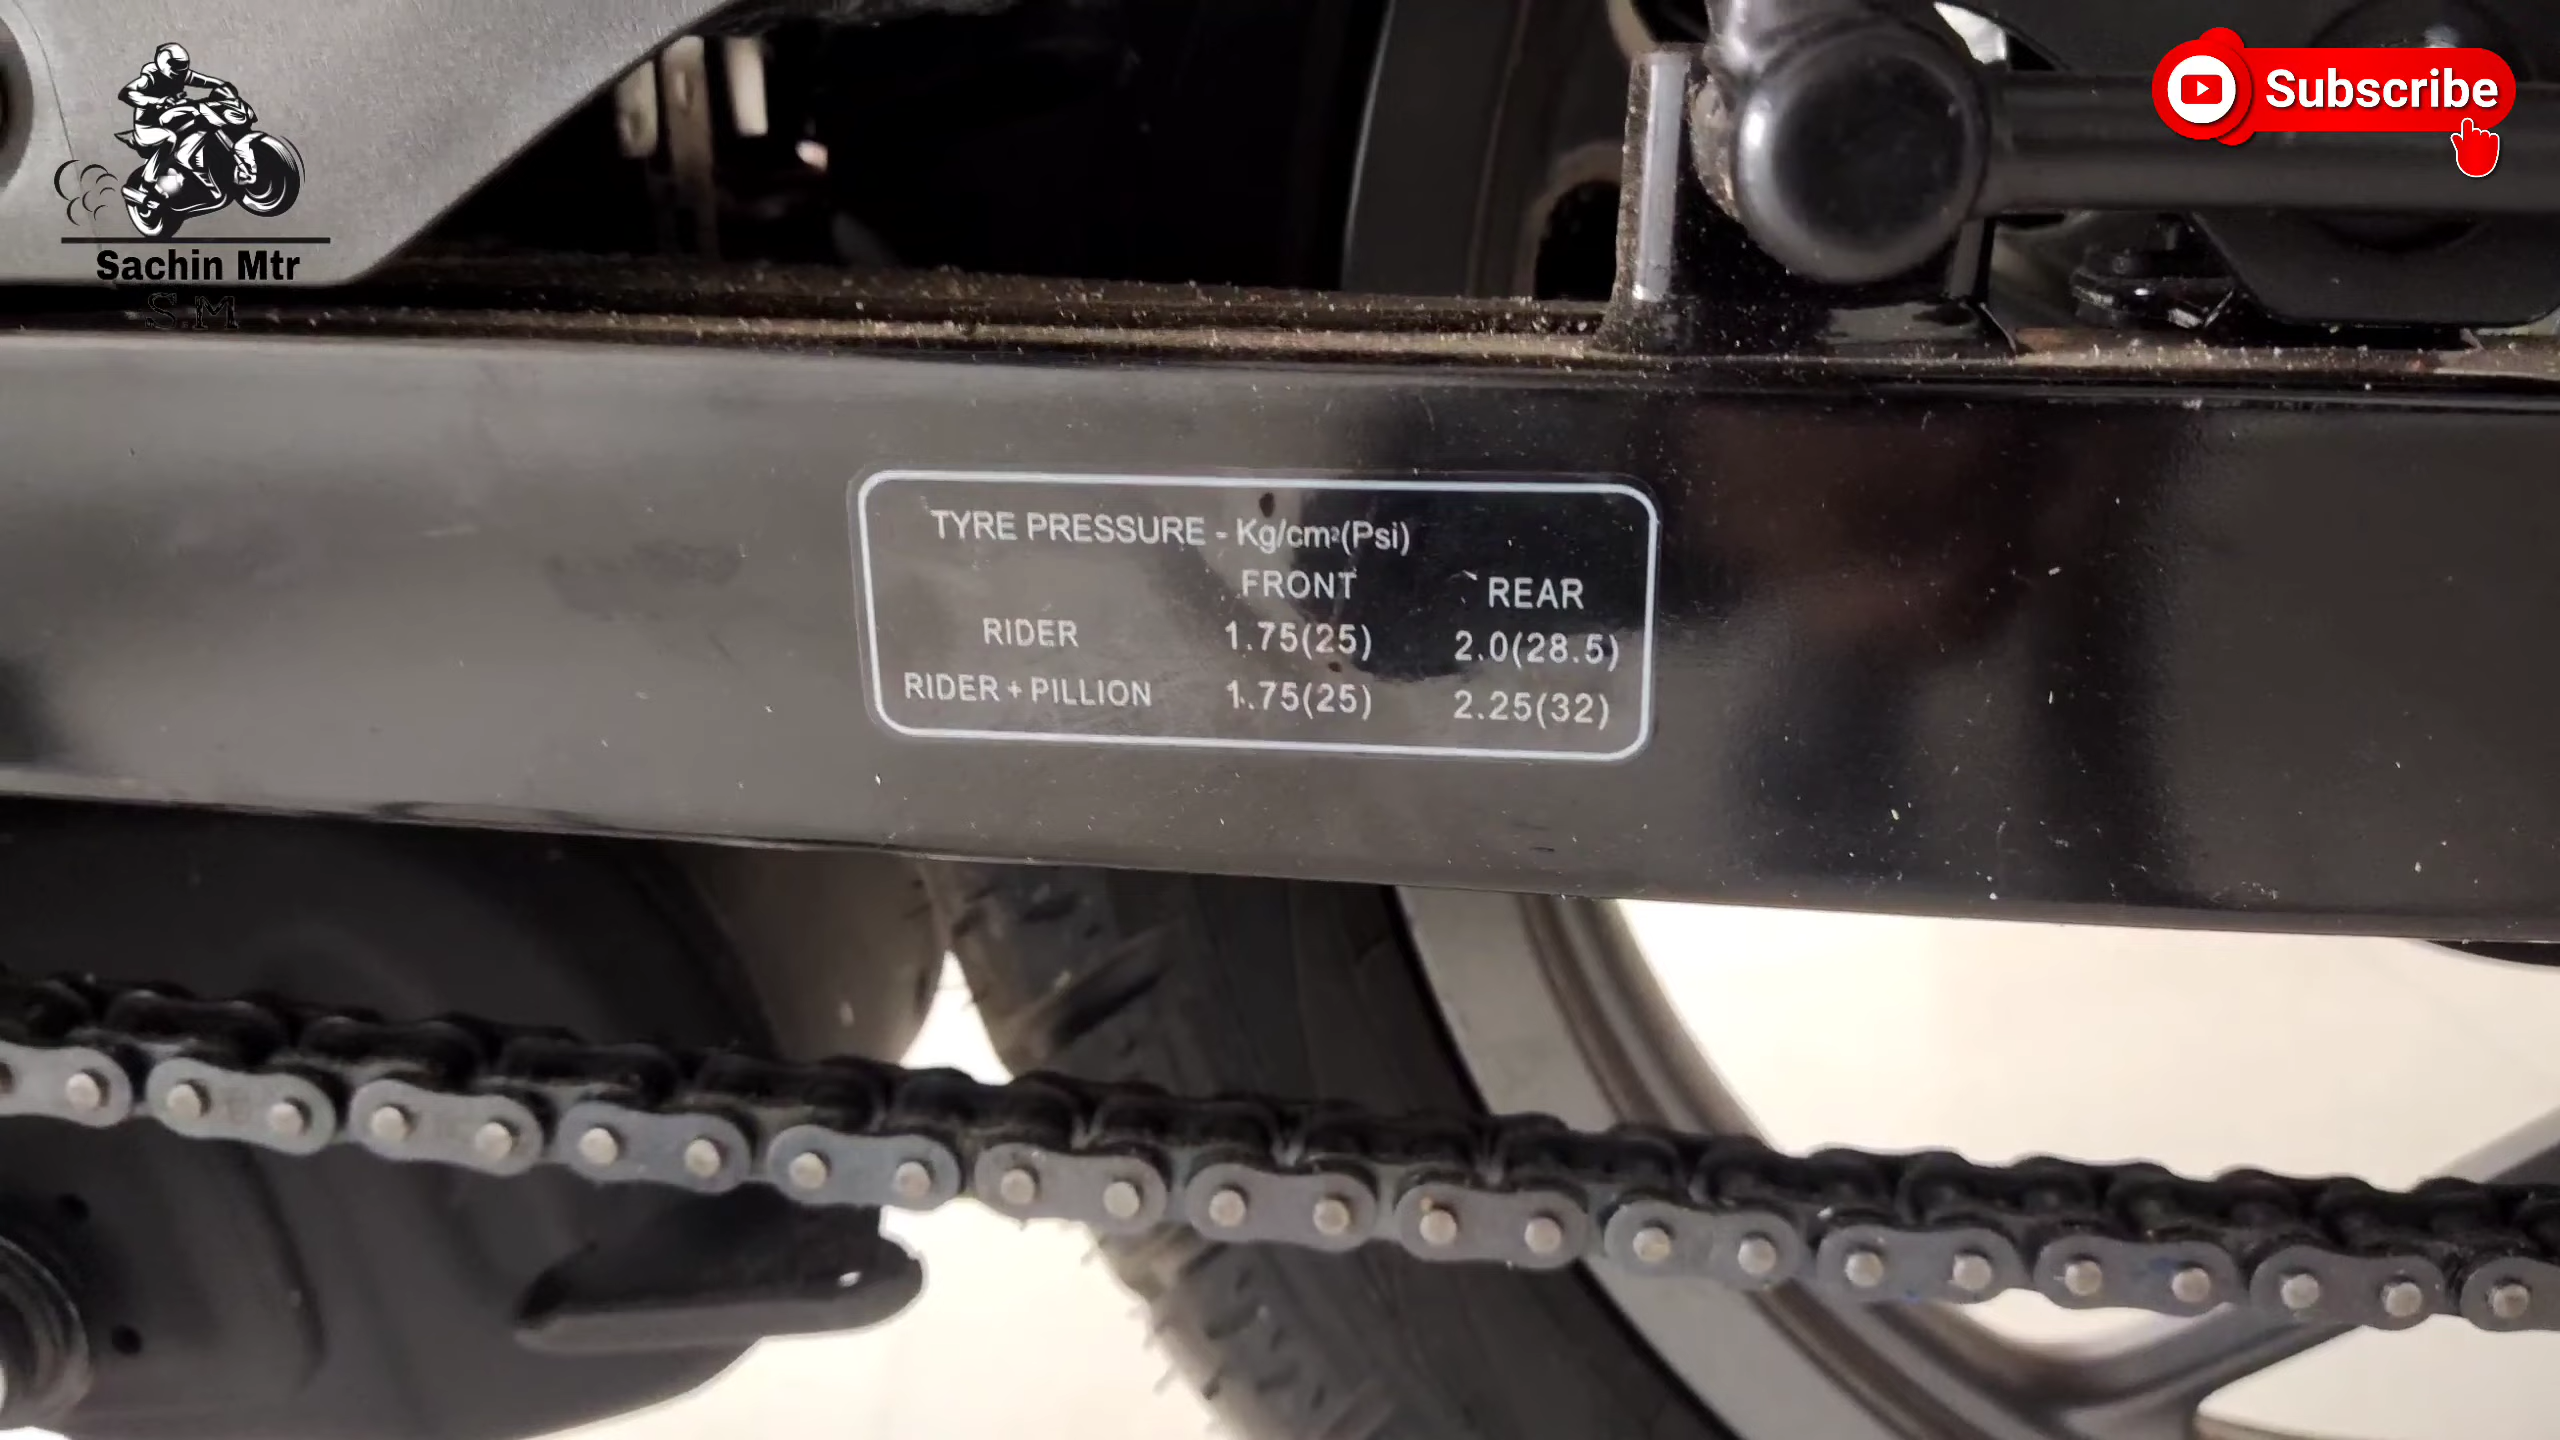 Sachin Mtr
S.M
Subscribe
TYRE PRESSURE - Kg/cm²(Psi)
FRONT REAR
RIDER 1.75(25) 2.0(28.5)
RIDER + PILLION 1.75(25) 2.25(32)